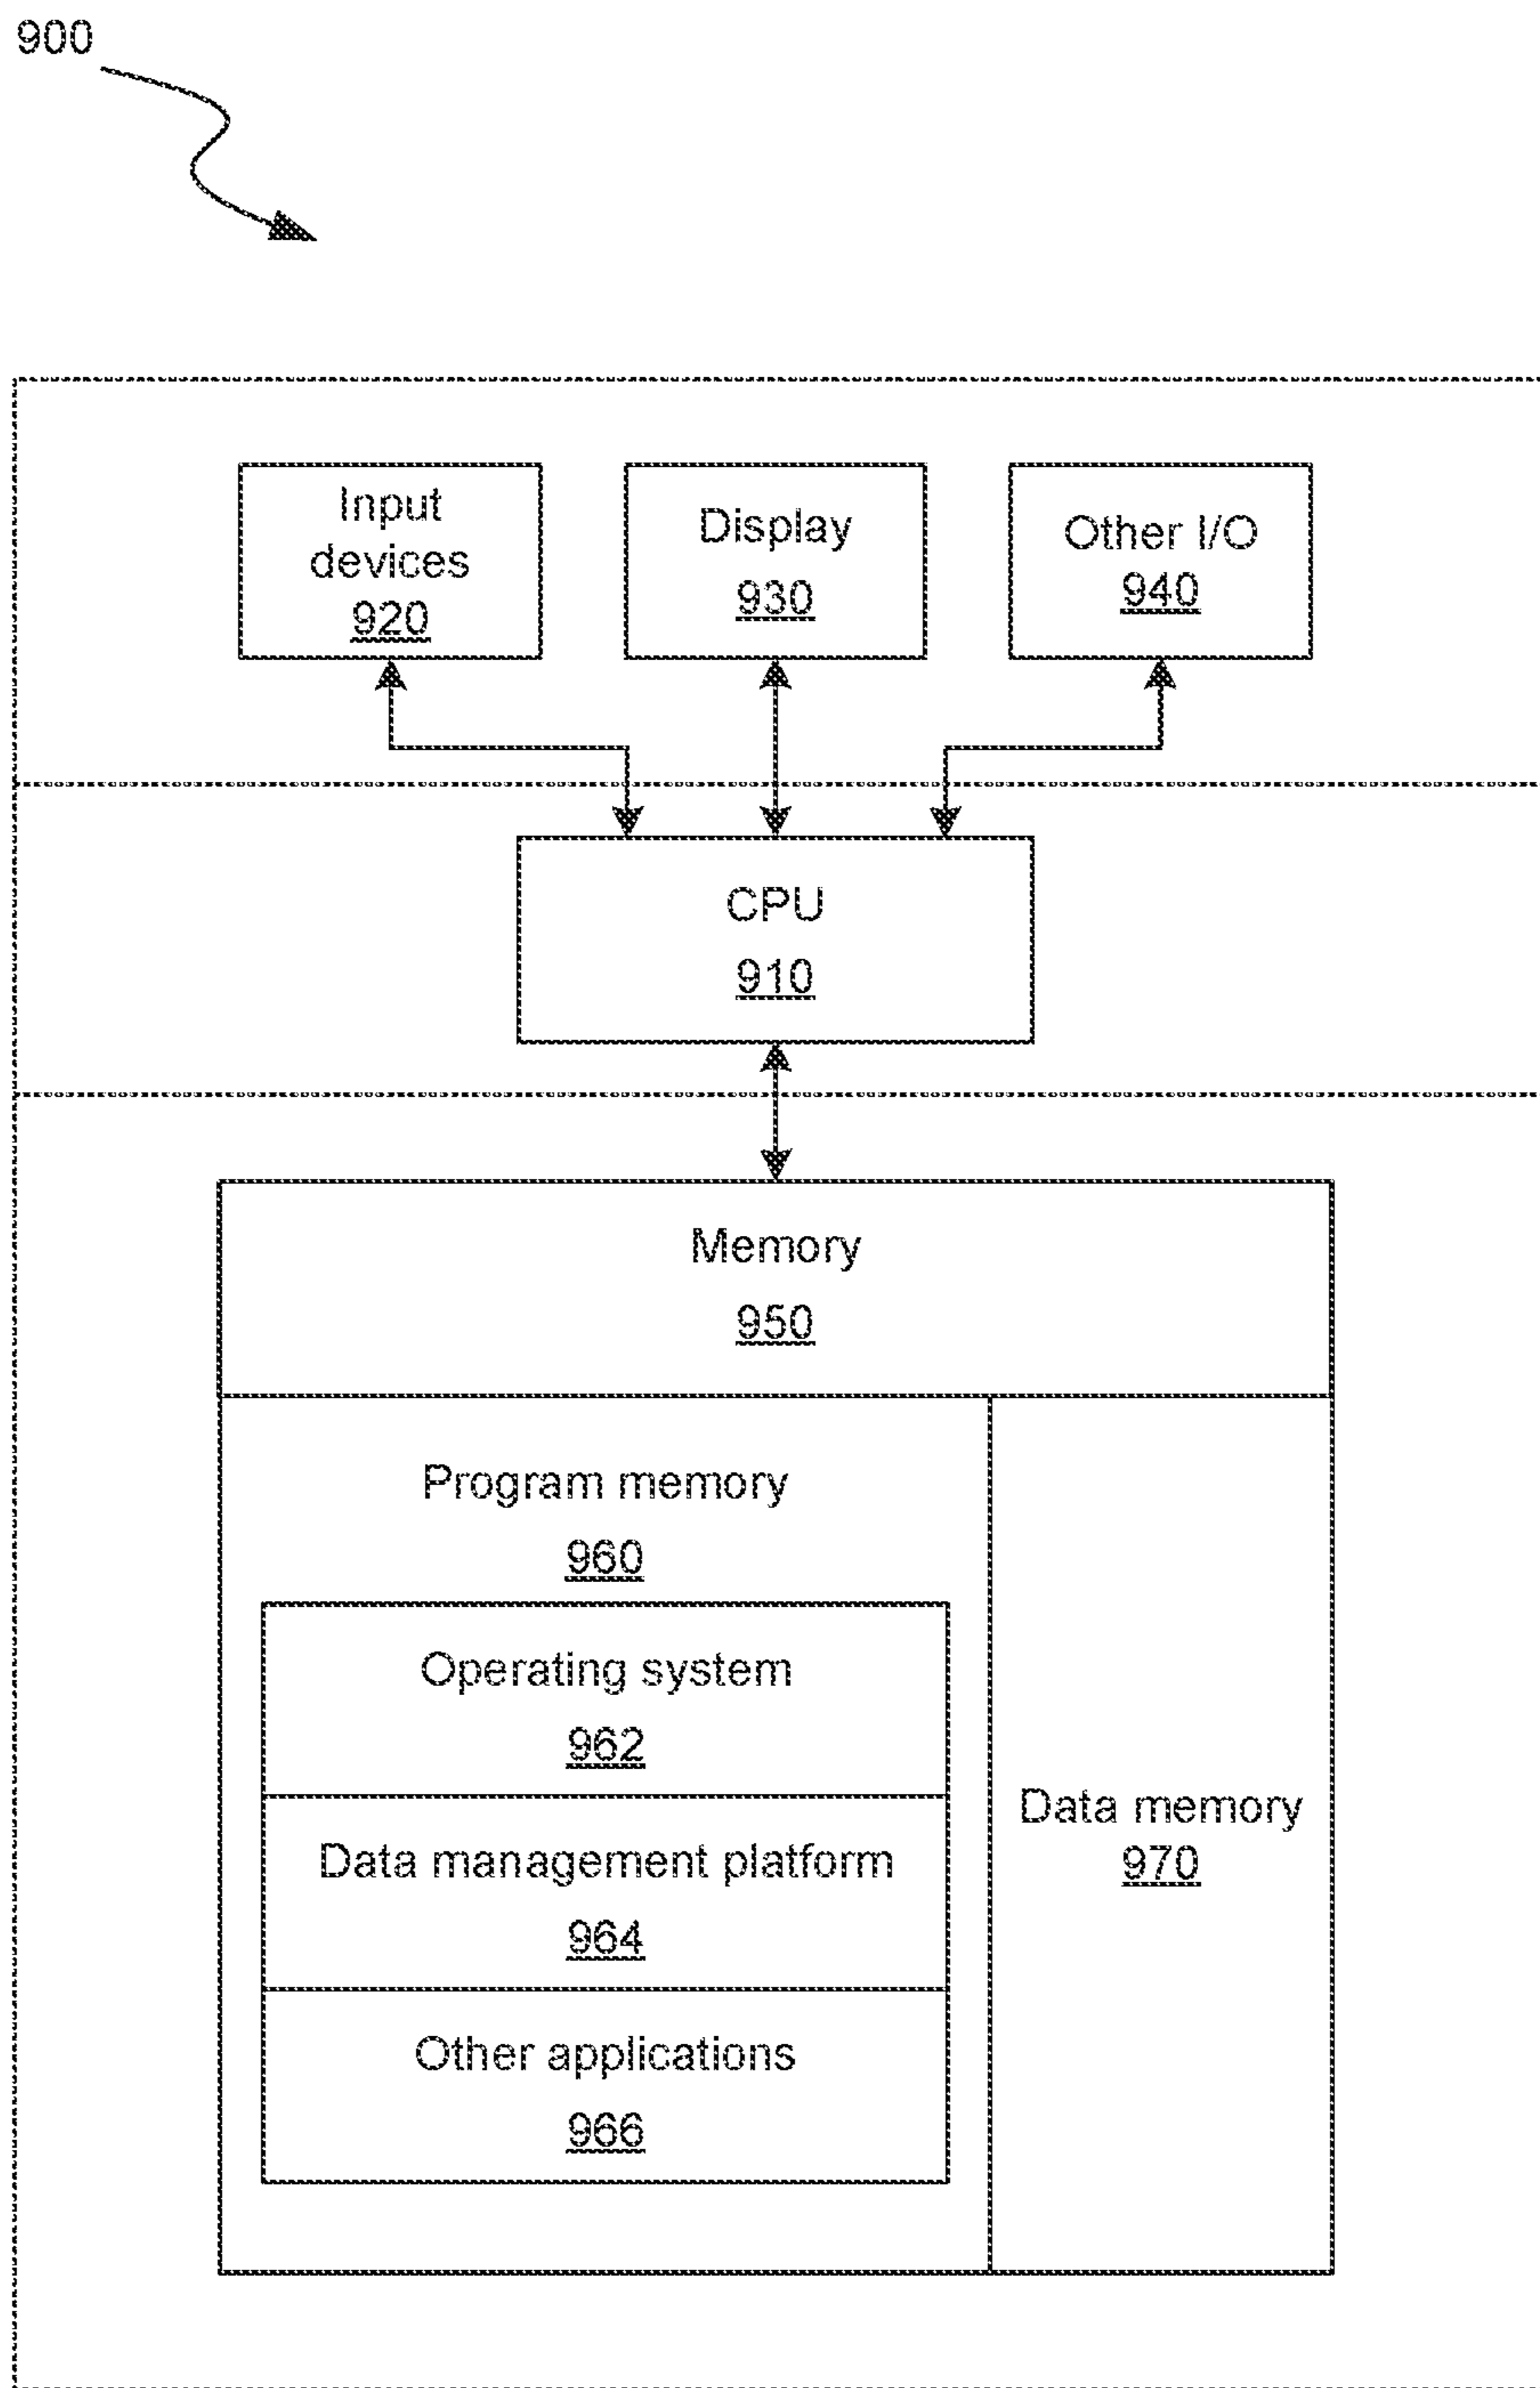 900
Input
devices
920
Display
930
Other I/O
940
CPU
910
Memory
950
Program memory
960
Operating system
962
Data management platform
964
Other applications
966
Data memory
970